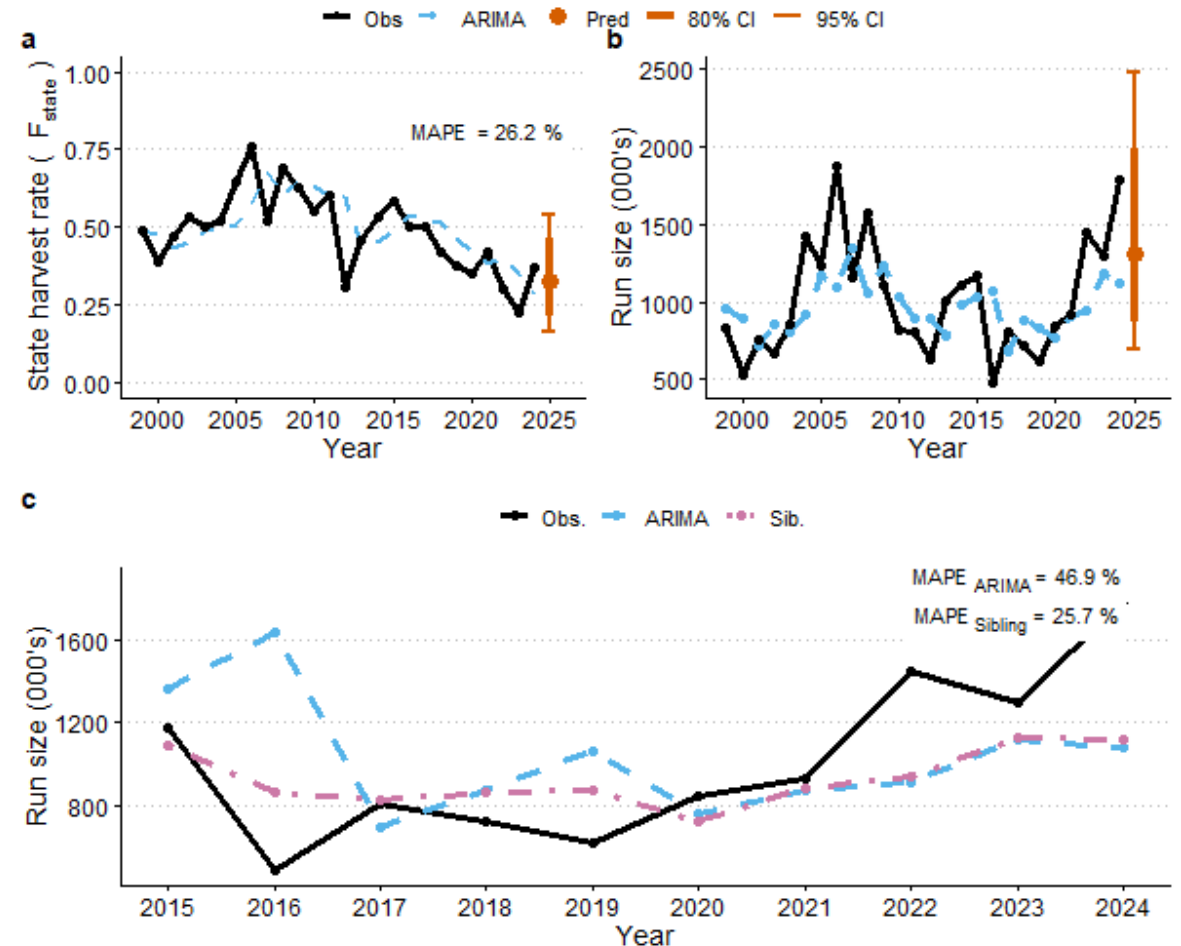 Obs ARIMA Pred 80% CI 95% CI
a
State harvest rate ( Fstate )
1.00
0.75
0.50
0.25
0.00
MAPE = 26.2 %
2000 2005 2010 2015 2020 2025
Year
b
Run size (000's)
2500
2000
1500
1000
500
2000 2005 2010 2015 2020 2025
Year
c
Obs. ARIMA Sib.
Run size (000's)
1600
1200
800
MAPE ARIMA = 46.9 %
MAPE Sibling = 25.7 %
2015 2016 2017 2018 2019 2020 2021 2022 2023 2024
Year